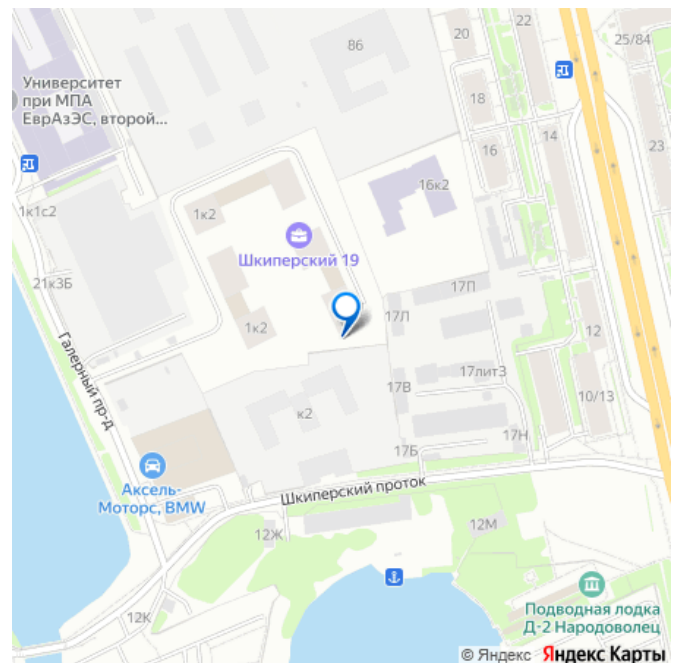 86
20
22
25/84
Университет
при МПА
ЕврАзЭС, второй...
18
14
23
16
16к2
1к1с2
1к2
Шкиперский 19
21к3Б
17П
17Л
1к2
12
Галерный пр-д
17литЗ
17В
10/13
к2
17Н
17Б
Аксель-
Моторс, BMW
Шкиперский проток
12Ж
12М
12К
Подводная лодка
Д-2 Народоволец
© Яндекс Яндекс Карты